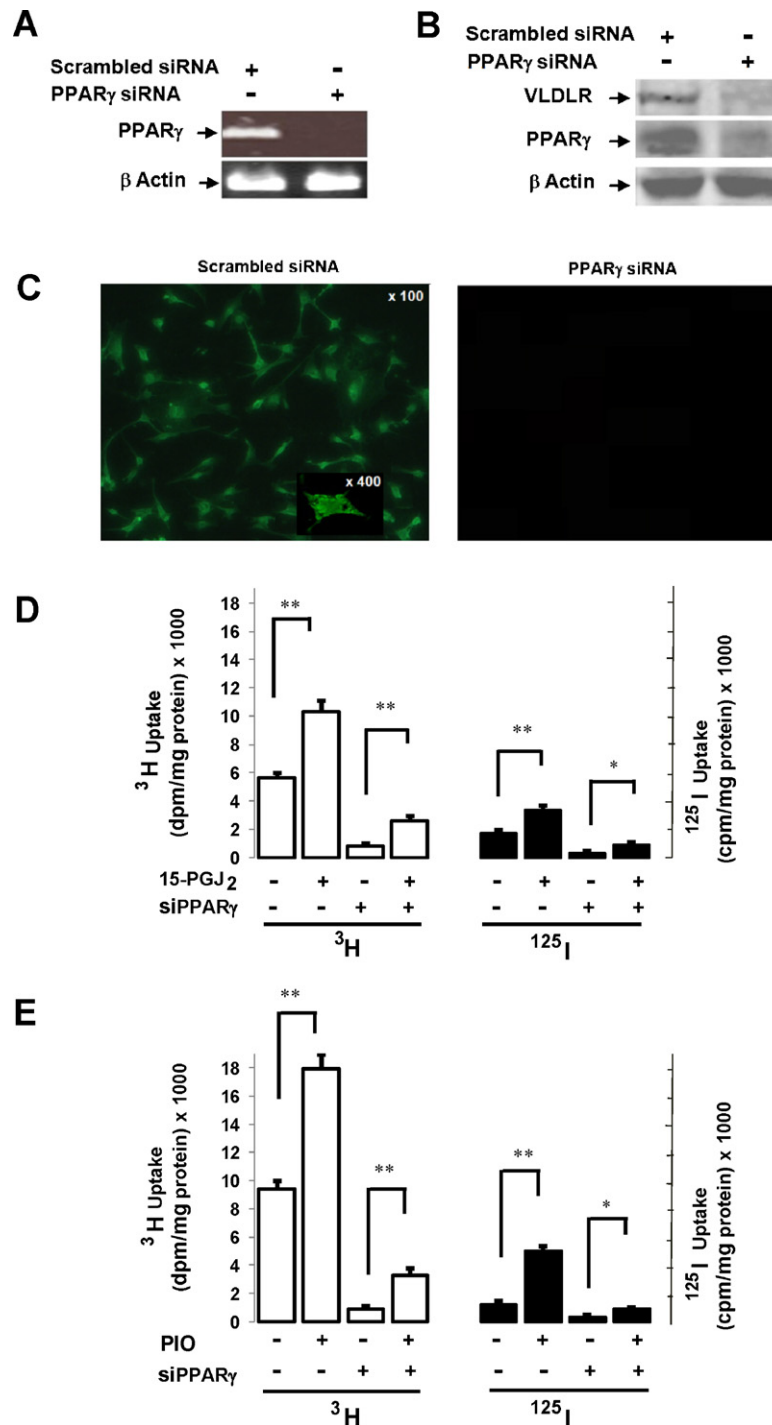 A
Scrambled siRNA + -
PPARγ siRNA - +
PPARγ
β Actin
B
Scrambled siRNA + -
PPARγ siRNA - +
VLDLR
PPARγ
β Actin
C
Scrambled siRNA
PPARγ siRNA
x 100
x 400
D
³H Uptake
(dpm/mg protein) x 1000
18
16
14
12
10
8
6
4
2
0
**
**
**
*
¹²⁵I Uptake
(cpm/mg protein) x 1000
15-PGJ₂ - + - + - + - +
siPPARγ - - + + - - + +
³H
¹²⁵I
E
³H Uptake
(dpm/mg protein) x 1000
18
16
14
12
10
8
6
4
2
0
**
**
**
*
¹²⁵I Uptake
(cpm/mg protein) x 1000
PIO - + - + - + - +
siPPARγ - - + + - - + +
³H
¹²⁵I